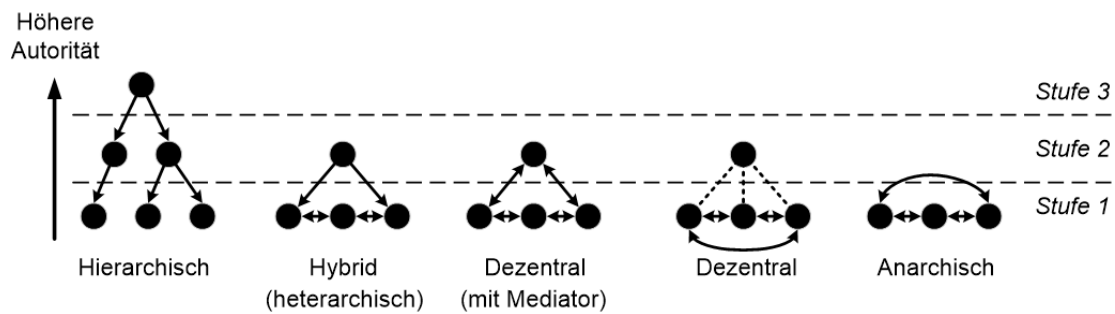 Höhere
Autorität
Stufe 3
Stufe 2
Stufe 1
Hierarchisch
Hybrid
(heterarchisch)
Dezentral
(mit Mediator)
Dezentral
Anarchisch